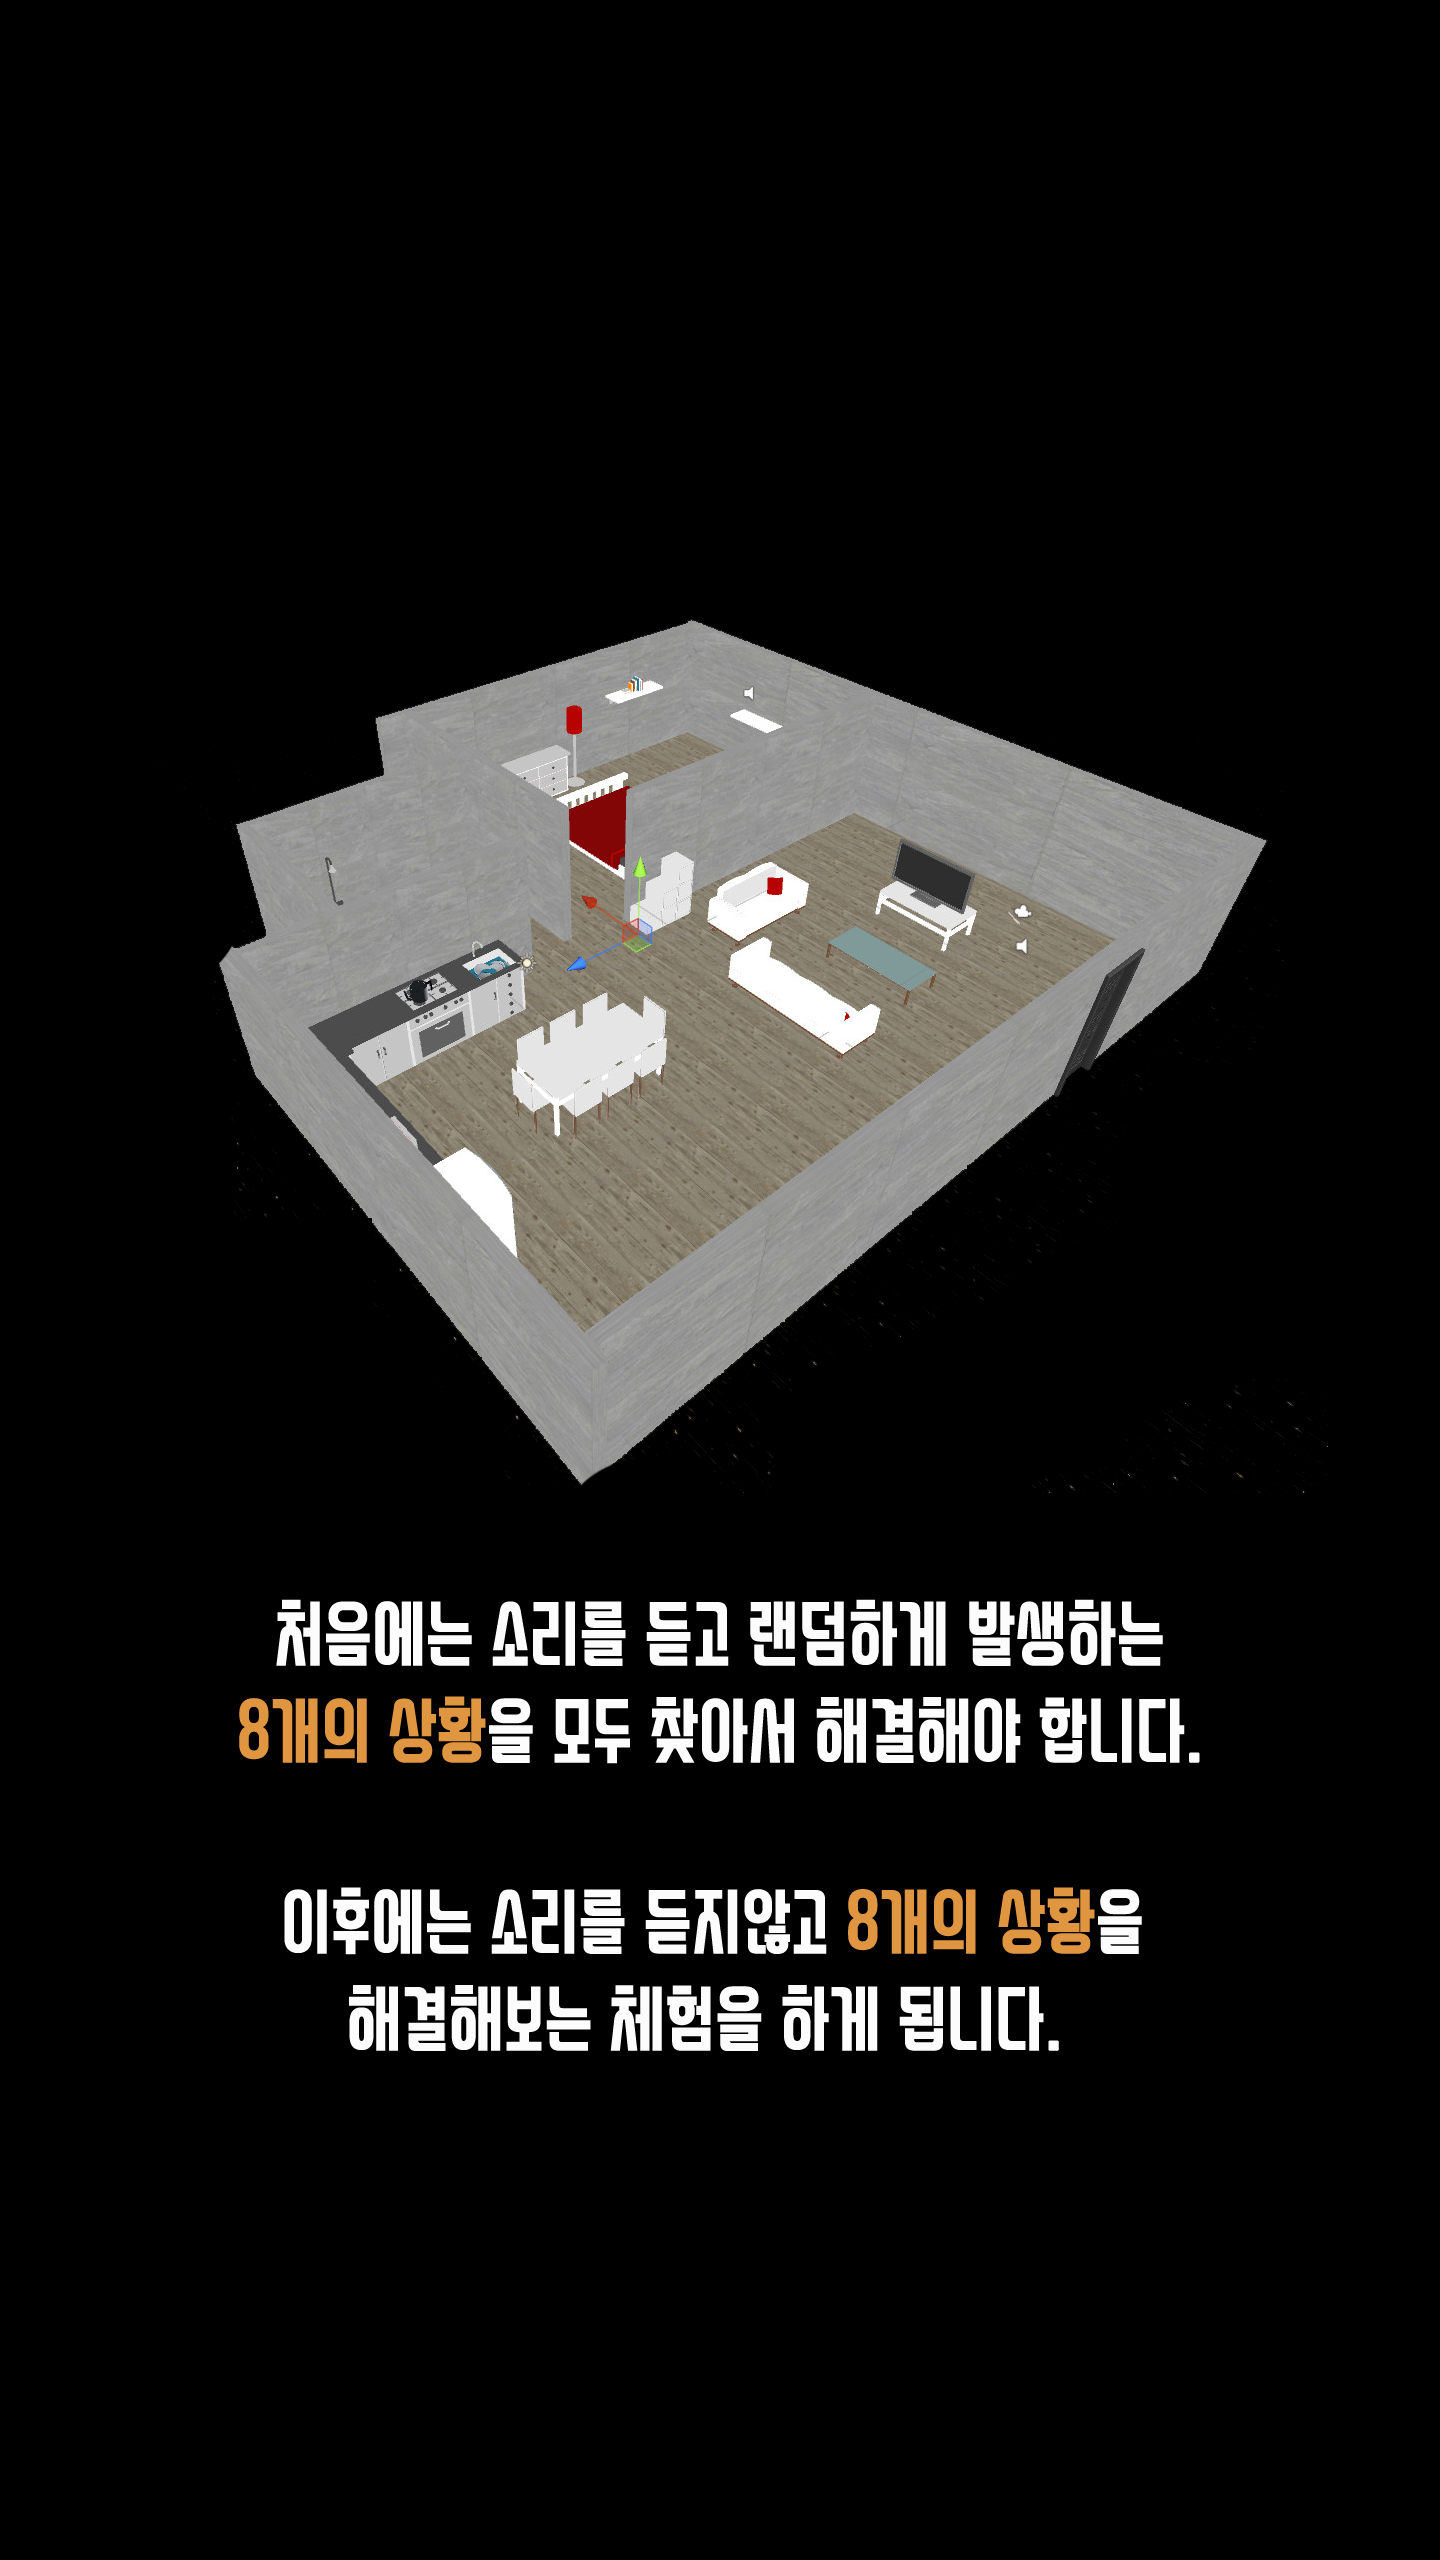 처음에는 소리를 듣고 랜덤하게 발생하는
8개의 상황을 모두 찾아서 해결해야 합니다.
이후에는 소리를 듣지않고 8개의 상황을
해결해보는 체험을 하게 됩니다.